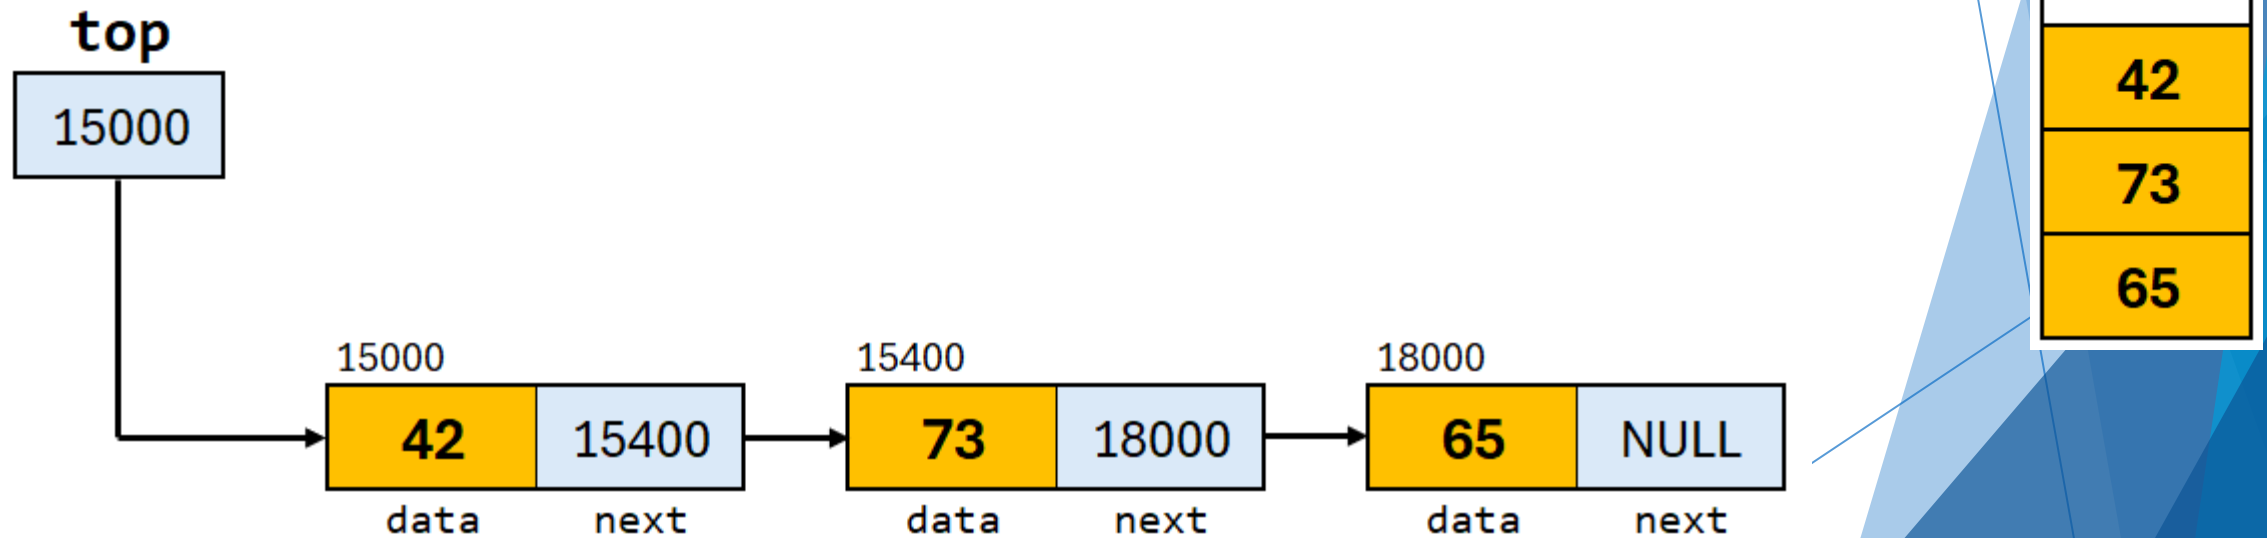 top
15000
15000
42 15400
data next
15400
73 18000
data next
18000
65 NULL
data next
42
73
65